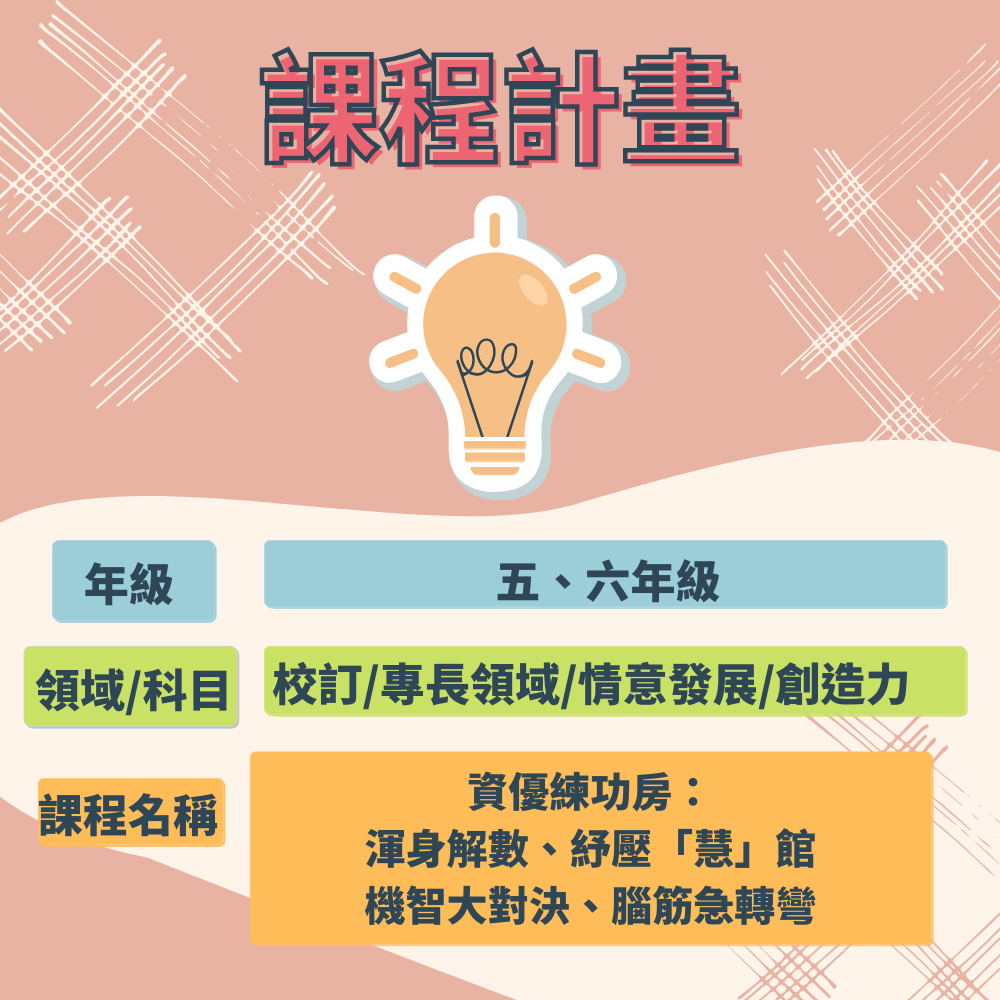 課程計畫
年級
五、六年級
領域/科目
校訂/專長領域/情意發展/創造力
課程名稱
資優練功房：
渾身解數、紓壓「慧」館
機智大對決、腦筋急轉彎